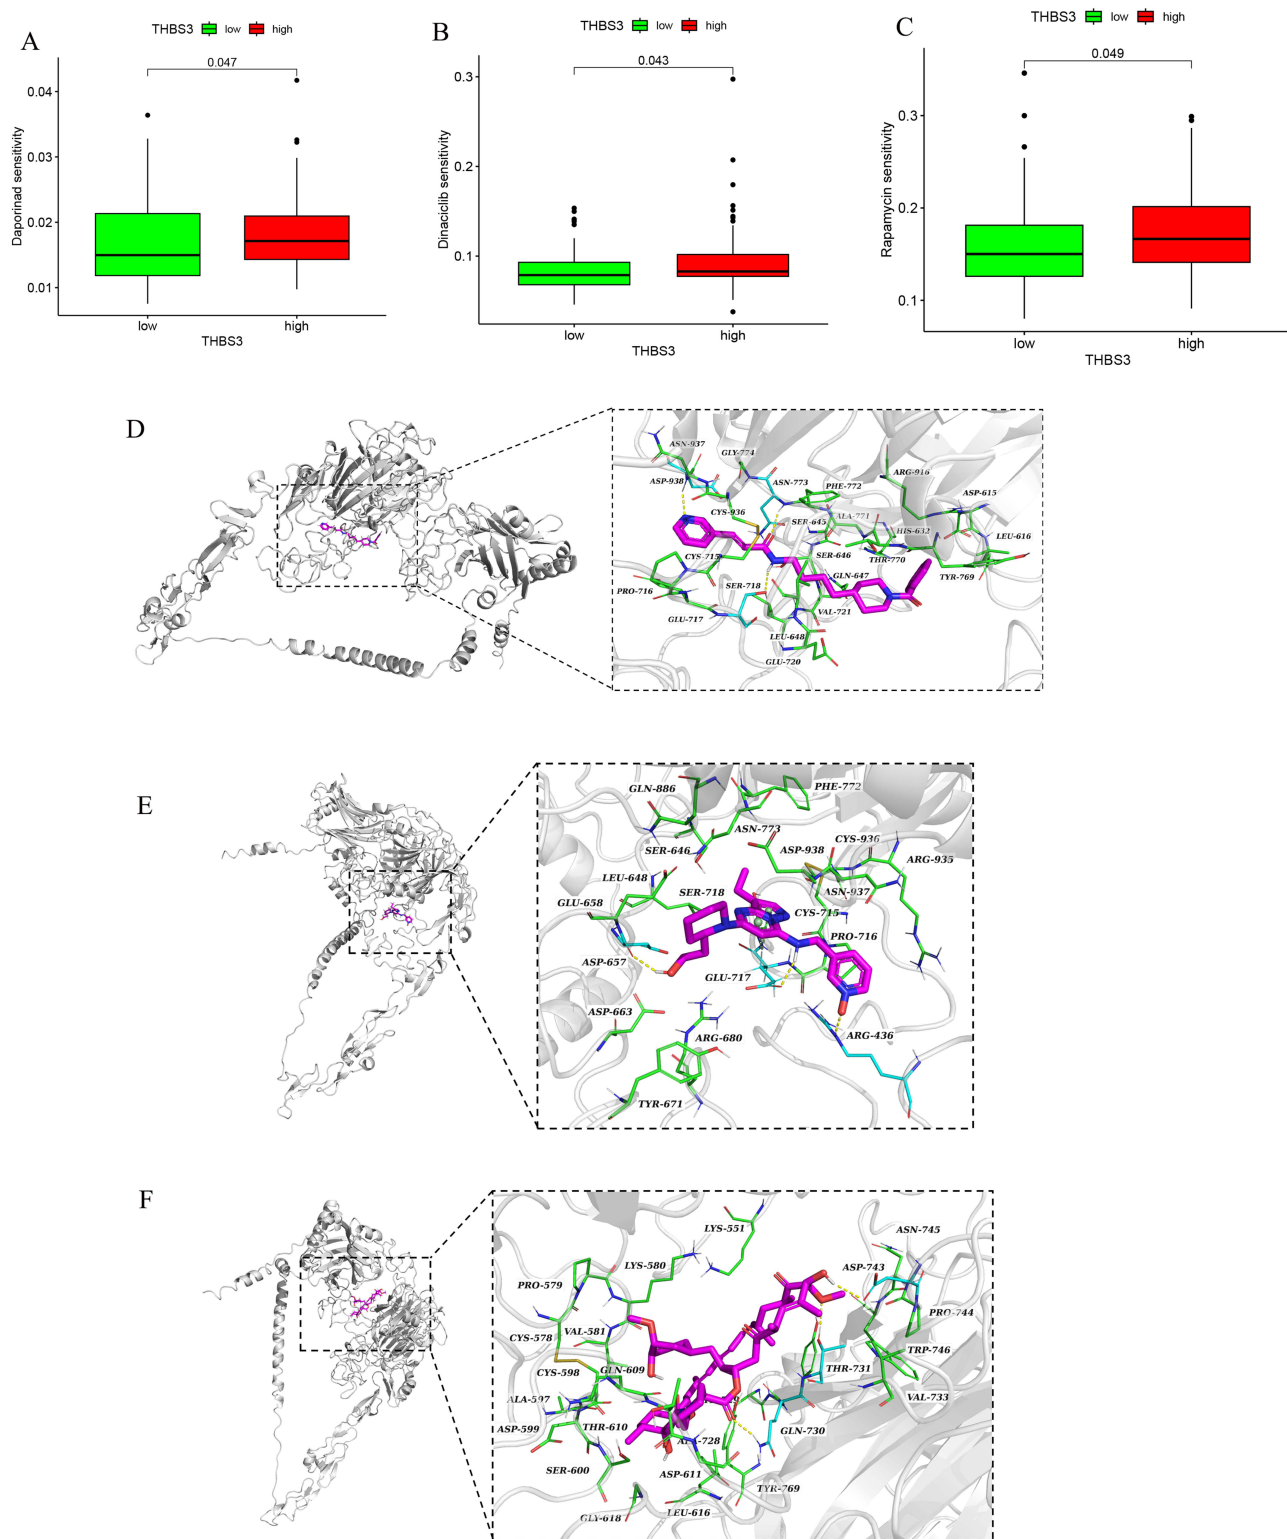 A
THBS3 low high
0.047
0.04
0.03
0.02
0.01
Daporinad sensitivity
low high
THBS3
B
THBS3 low high
0.043
0.3
0.2
0.1
Dinaciclib sensitivity
low high
THBS3
C
THBS3 low high
0.049
0.3
0.2
0.1
Rapamycin sensitivity
low high
THBS3
D
ASN-937
GLY-774
ASP-938
ASN-773
ARG-916
PHE-772
ASP-615
CYS-936
SER-645
ALA-771
HIS-632
LEU-616
CYS-715
SER-646
THR-770
TYR-769
PRO-716
SER-718
GLN-647
GLU-717
VAL-721
LEU-648
GLU-720
E
GLN-886
PHE-772
ASN-773
SER-646
ASP-938
CYS-936
ARG-935
LEU-648
SER-718
ASN-937
GLU-658
CYS-715
PRO-716
ASP-657
GLU-717
ASP-663
ARG-680
ARG-436
TYR-671
F
LYS-551
ASN-745
LYS-580
ASP-743
PRO-579
PRO-744
CYS-578
VAL-581
TRP-746
CYS-598
GLN-609
THR-731
ALA-597
VAL-733
ASP-599
THR-610
GLN-730
ALA-728
SER-600
ASP-611
TYR-769
LEU-616
GLY-618